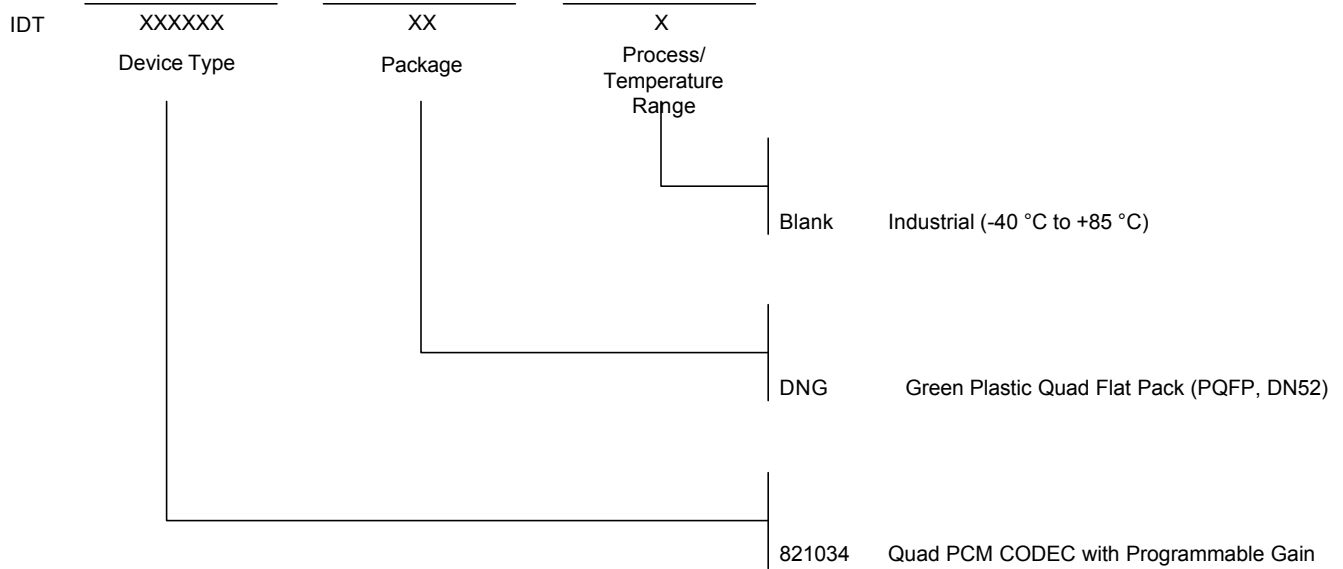 IDT XXXXXX XX X
Device Type Package Process/
Temperature
Range
Blank Industrial (-40 °C to +85 °C)
DNG Green Plastic Quad Flat Pack (PQFP, DN52)
821034 Quad PCM CODEC with Programmable Gain